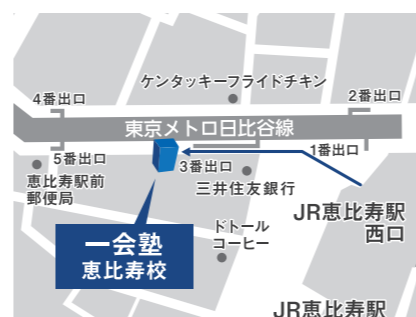 ケンタッキーフライドチキン
4番出口
2番出口
東京メトロ日比谷線
5番出口
3番出口
1番出口
恵比寿駅前
郵便局
三井住友銀行
JR恵比寿駅
西口
一会塾
恵比寿校
ドトール
コーヒー
JR恵比寿駅